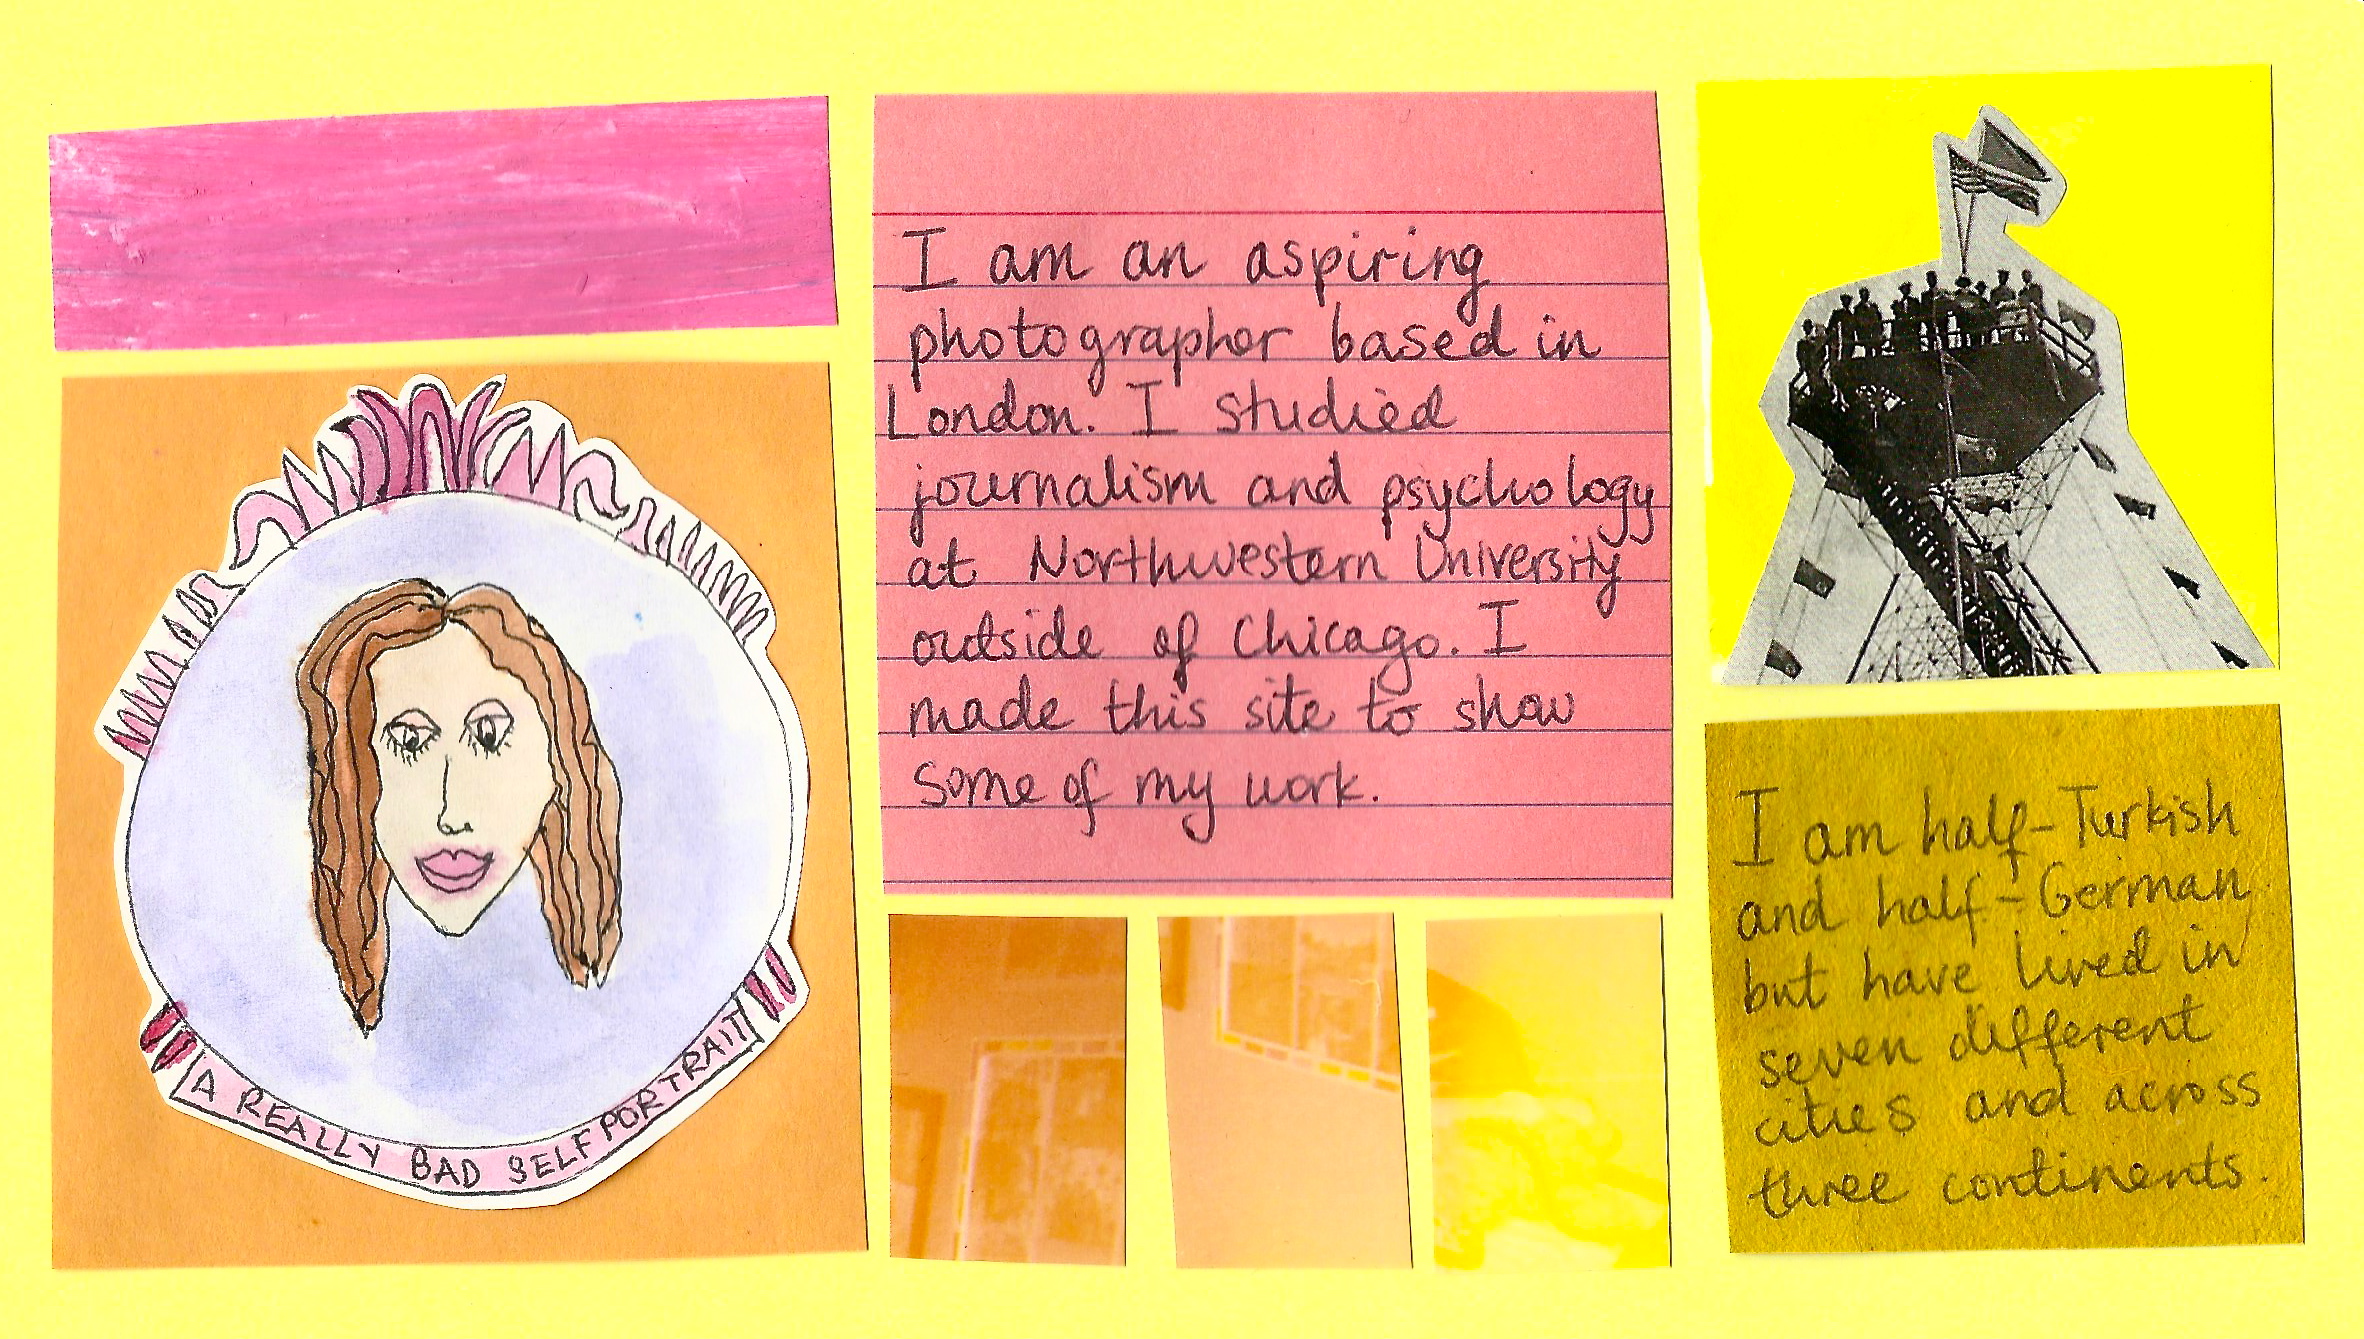 A REALLY BAD SELF PORTRAIT
I am an aspiring
photographer based in
London. I studied
journalism and psychology
at Northwestern University
outside of Chicago. I
made this site to show
some of my work.
I am half-Turkish
and half-German
but have lived in
seven different
cities and across
three continents.